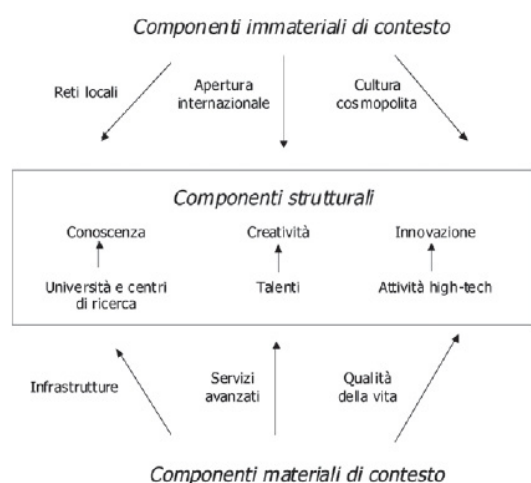 Componenti immateriali di contesto
Reti locali
Apertura
internazionale
Cultura
cosmopolita
Componenti strutturali
Conoscenza
Creatività
Innovazione
Università e centri
di ricerca
Talenti
Attività high-tech
Infrastrutture
Servizi
avanzati
Qualità
della vita
Componenti materiali di contesto